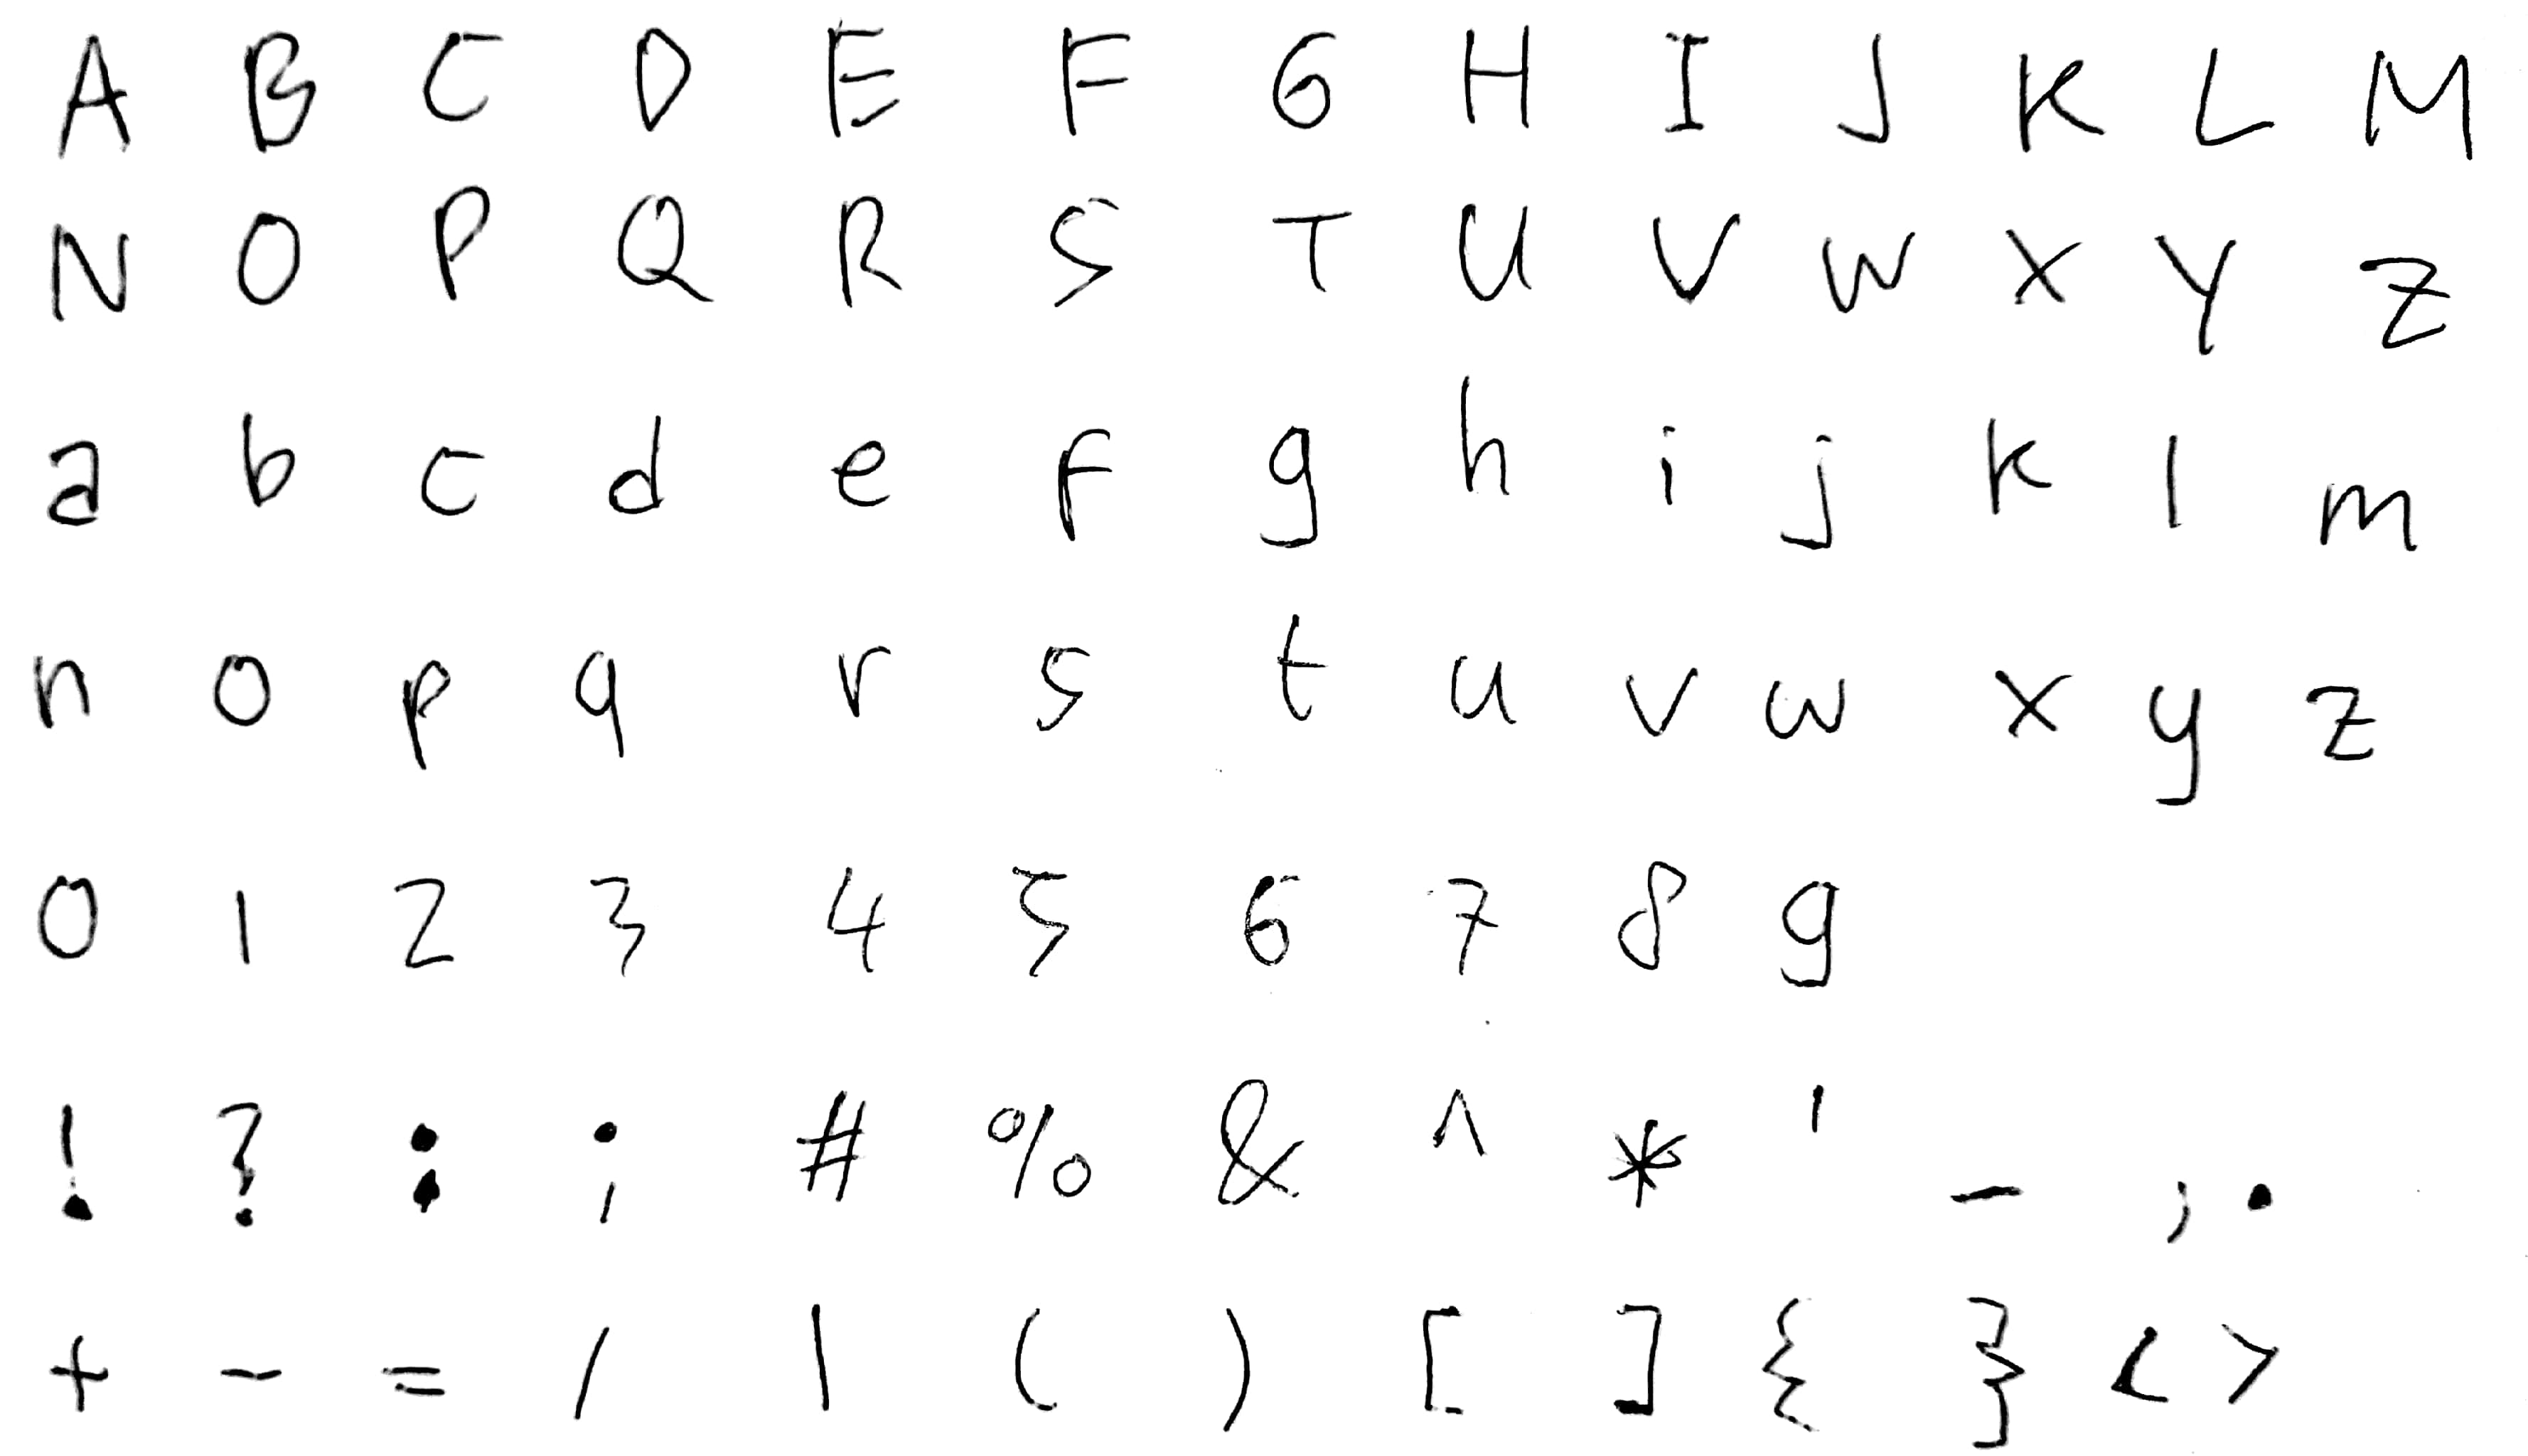 A B C D E F G H I J K L M
N O P Q R S T U V W X Y Z
a b c d e f g h i j k l m
n o p q r s t u v w x y z
0 1 2 3 4 5 6 7 8 9
! ? : ; # % & ^ * ' _ , .
+ - = / | ( ) [ ] { } < >